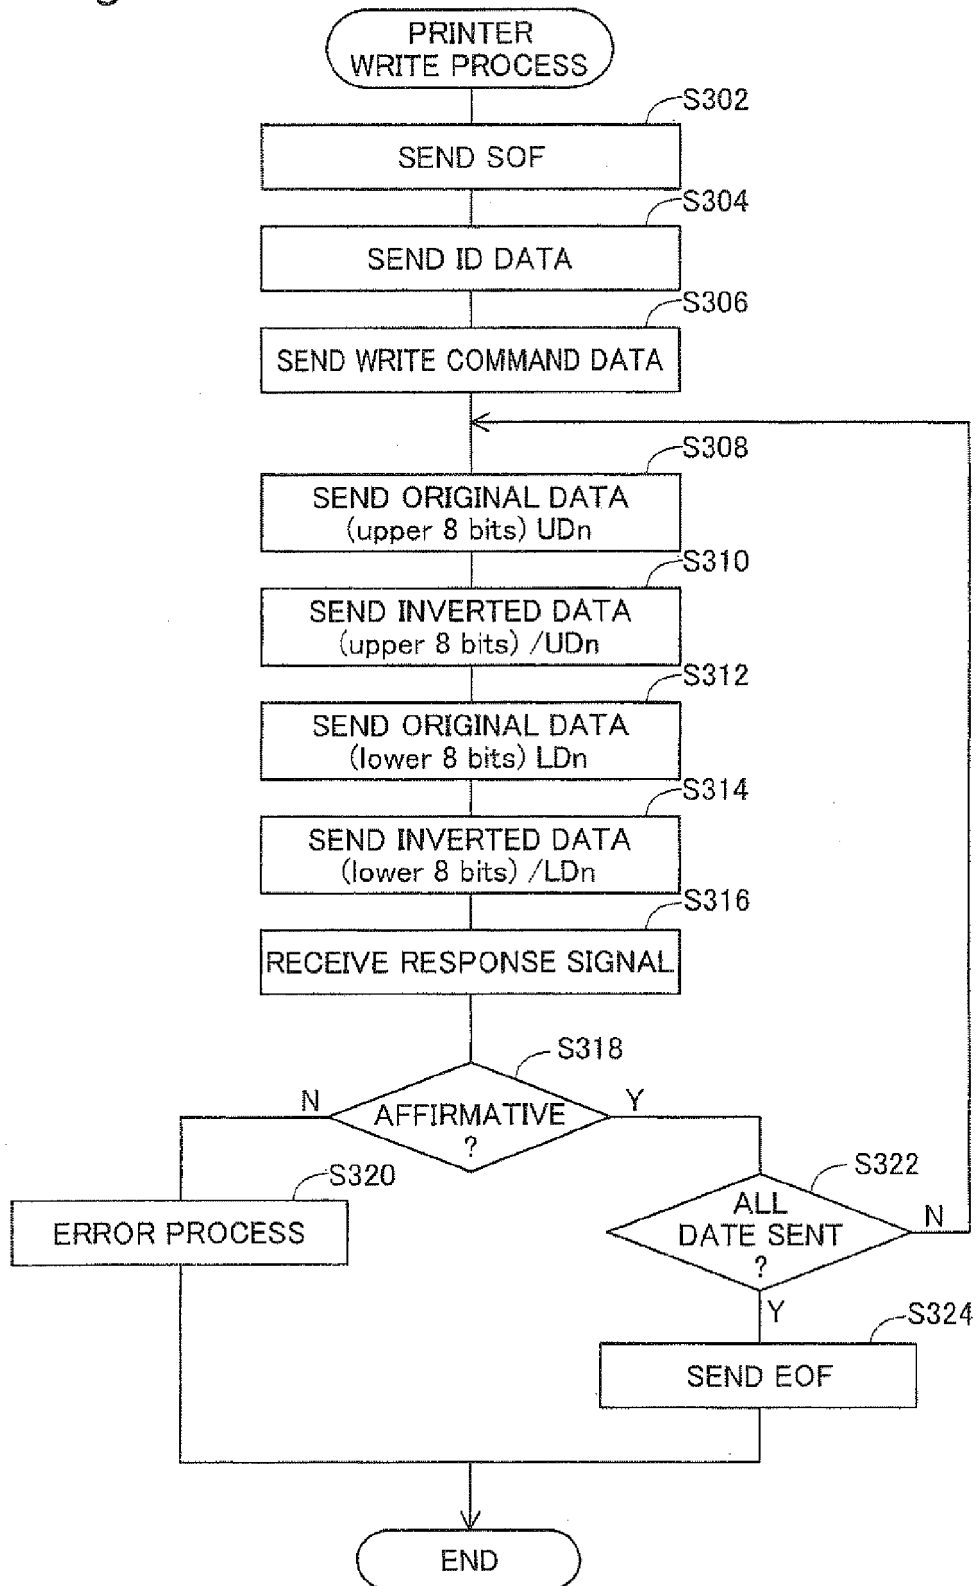 PRINTER
WRITE PROCESS
S302
SEND SOF
S304
SEND ID DATA
S306
SEND WRITE COMMAND DATA
S308
SEND ORIGINAL DATA
(upper 8 bits) UDn
S310
SEND INVERTED DATA
(upper 8 bits) /UDn
S312
SEND ORIGINAL DATA
(lower 8 bits) LDn
S314
SEND INVERTED DATA
(lower 8 bits) /LDn
S316
RECEIVE RESPONSE SIGNAL
S318
N
AFFIRMATIVE
?
Y
S320
ERROR PROCESS
S322
ALL
DATE SENT
?
N
Y
S324
SEND EOF
END